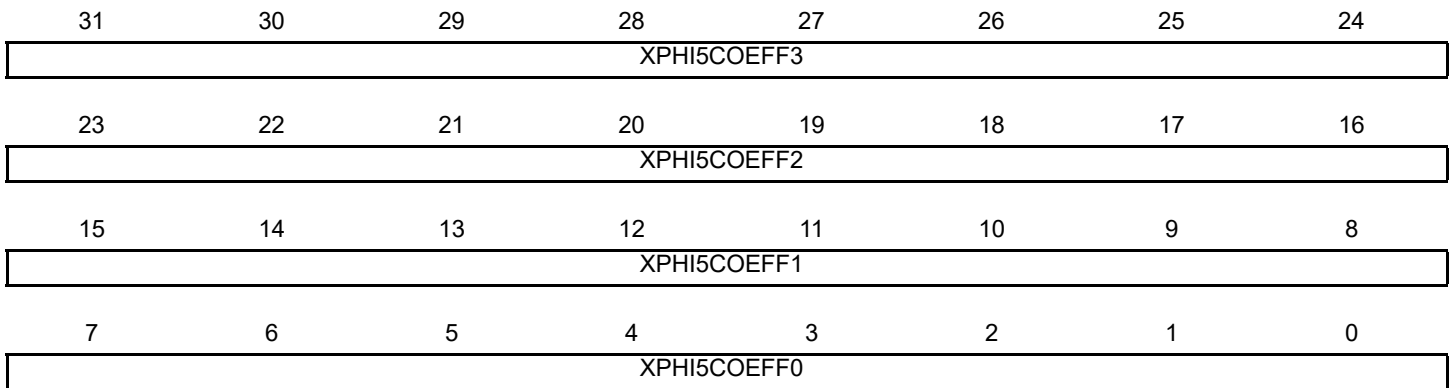 31 30 29 28 27 26 25 24
XPHI5COEFF3
23 22 21 20 19 18 17 16
XPHI5COEFF2
15 14 13 12 11 10 9 8
XPHI5COEFF1
7 6 5 4 3 2 1 0
XPHI5COEFF0